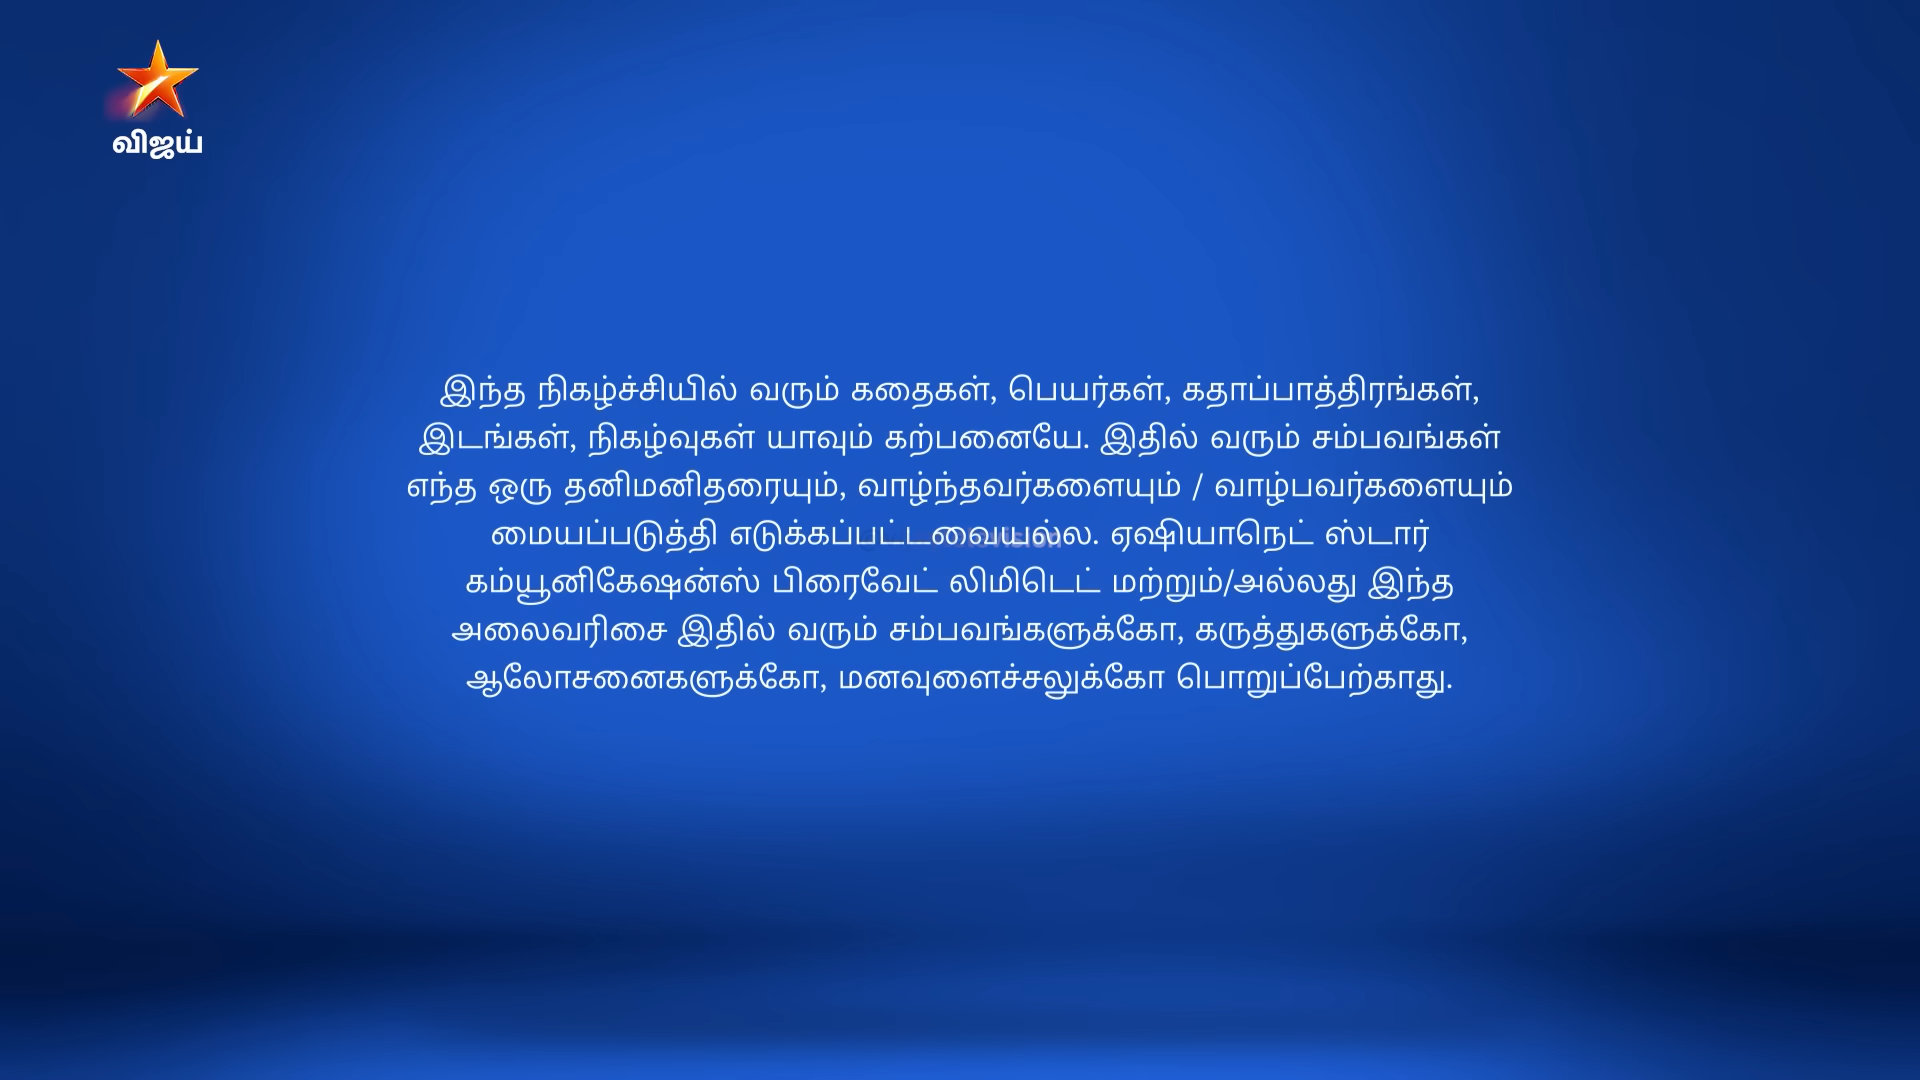 விஜய்
இந்த நிகழ்ச்சியில் வரும் கதைகள், பெயர்கள், கதாப்பாத்திரங்கள்,
இடங்கள், நிகழ்வுகள் யாவும் கற்பனையே. இதில் வரும் சம்பவங்கள்
எந்த ஒரு தனிமனிதரையும், வாழ்ந்தவர்களையும் / வாழ்பவர்களையும்
மையப்படுத்தி எடுக்கப்பட்டவையல்ல. ஏஷியாநெட் ஸ்டார்
கம்யூனிகேஷன்ஸ் பிரைவேட் லிமிடெட் மற்றும்/அல்லது இந்த
அலைவரிசை இதில் வரும் சம்பவங்களுக்கோ, கருத்துகளுக்கோ,
ஆலோசனைகளுக்கோ, மனவுளைச்சலுக்கோ பொறுப்பேற்காது.